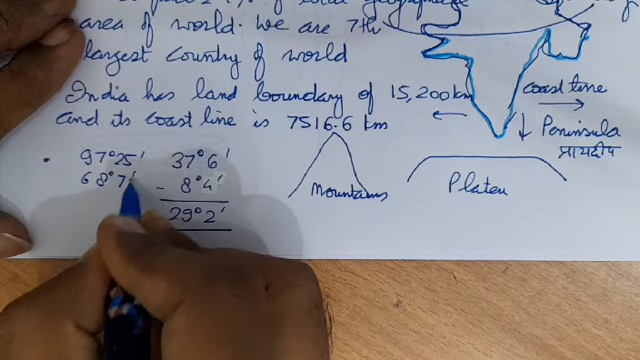 area of world. We are 7th
largest country of world
India has land boundary of 15,200 km
and its coast line is 7516.6 km
coast line
Peninsula
प्रायद्वीप
97°25′ 37°6′
68°7′ - 8°4′
29°2′
Mountains
Plateu